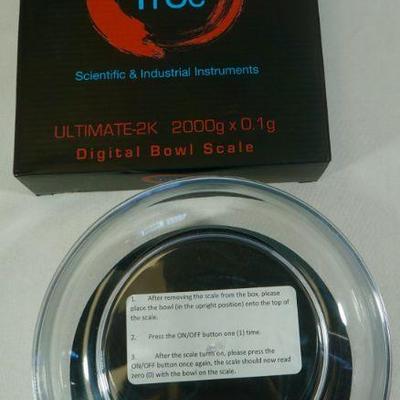 True
Scientific & Industrial Instruments
ULTIMATE-2K 2000g x 0.1g
Digital Bowl Scale
1. After removing the scale from the box, please
place the bowl (in the upright position) onto the top of
the scale.
2. Press the ON/OFF button one (1) time.
3. After the scale turns on, please press the
ON/OFF button once again, the scale should now read
zero (0) with the bowl on the scale.